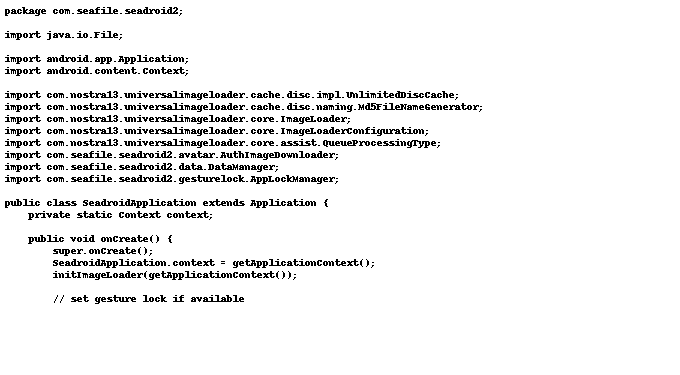 package com.seafile.seadroid2;

import java.io.File;

import android.app.Application;
import android.content.Context;

import com.nostra13.universalimageloader.cache.disc.impl.UnlimitedDiscCache;
import com.nostra13.universalimageloader.cache.disc.naming.Md5FileNameGenerator;
import com.nostra13.universalimageloader.core.ImageLoader;
import com.nostra13.universalimageloader.core.ImageLoaderConfiguration;
import com.nostra13.universalimageloader.core.assist.QueueProcessingType;
import com.seafile.seadroid2.avatar.AuthImageDownloader;
import com.seafile.seadroid2.data.DataManager;
import com.seafile.seadroid2.gesturelock.AppLockManager;

public class SeadroidApplication extends Application {
    private static Context context;

    public void onCreate() {
        super.onCreate();
        SeadroidApplication.context = getApplicationContext();
        initImageLoader(getApplicationContext());

        // set gesture lock if available